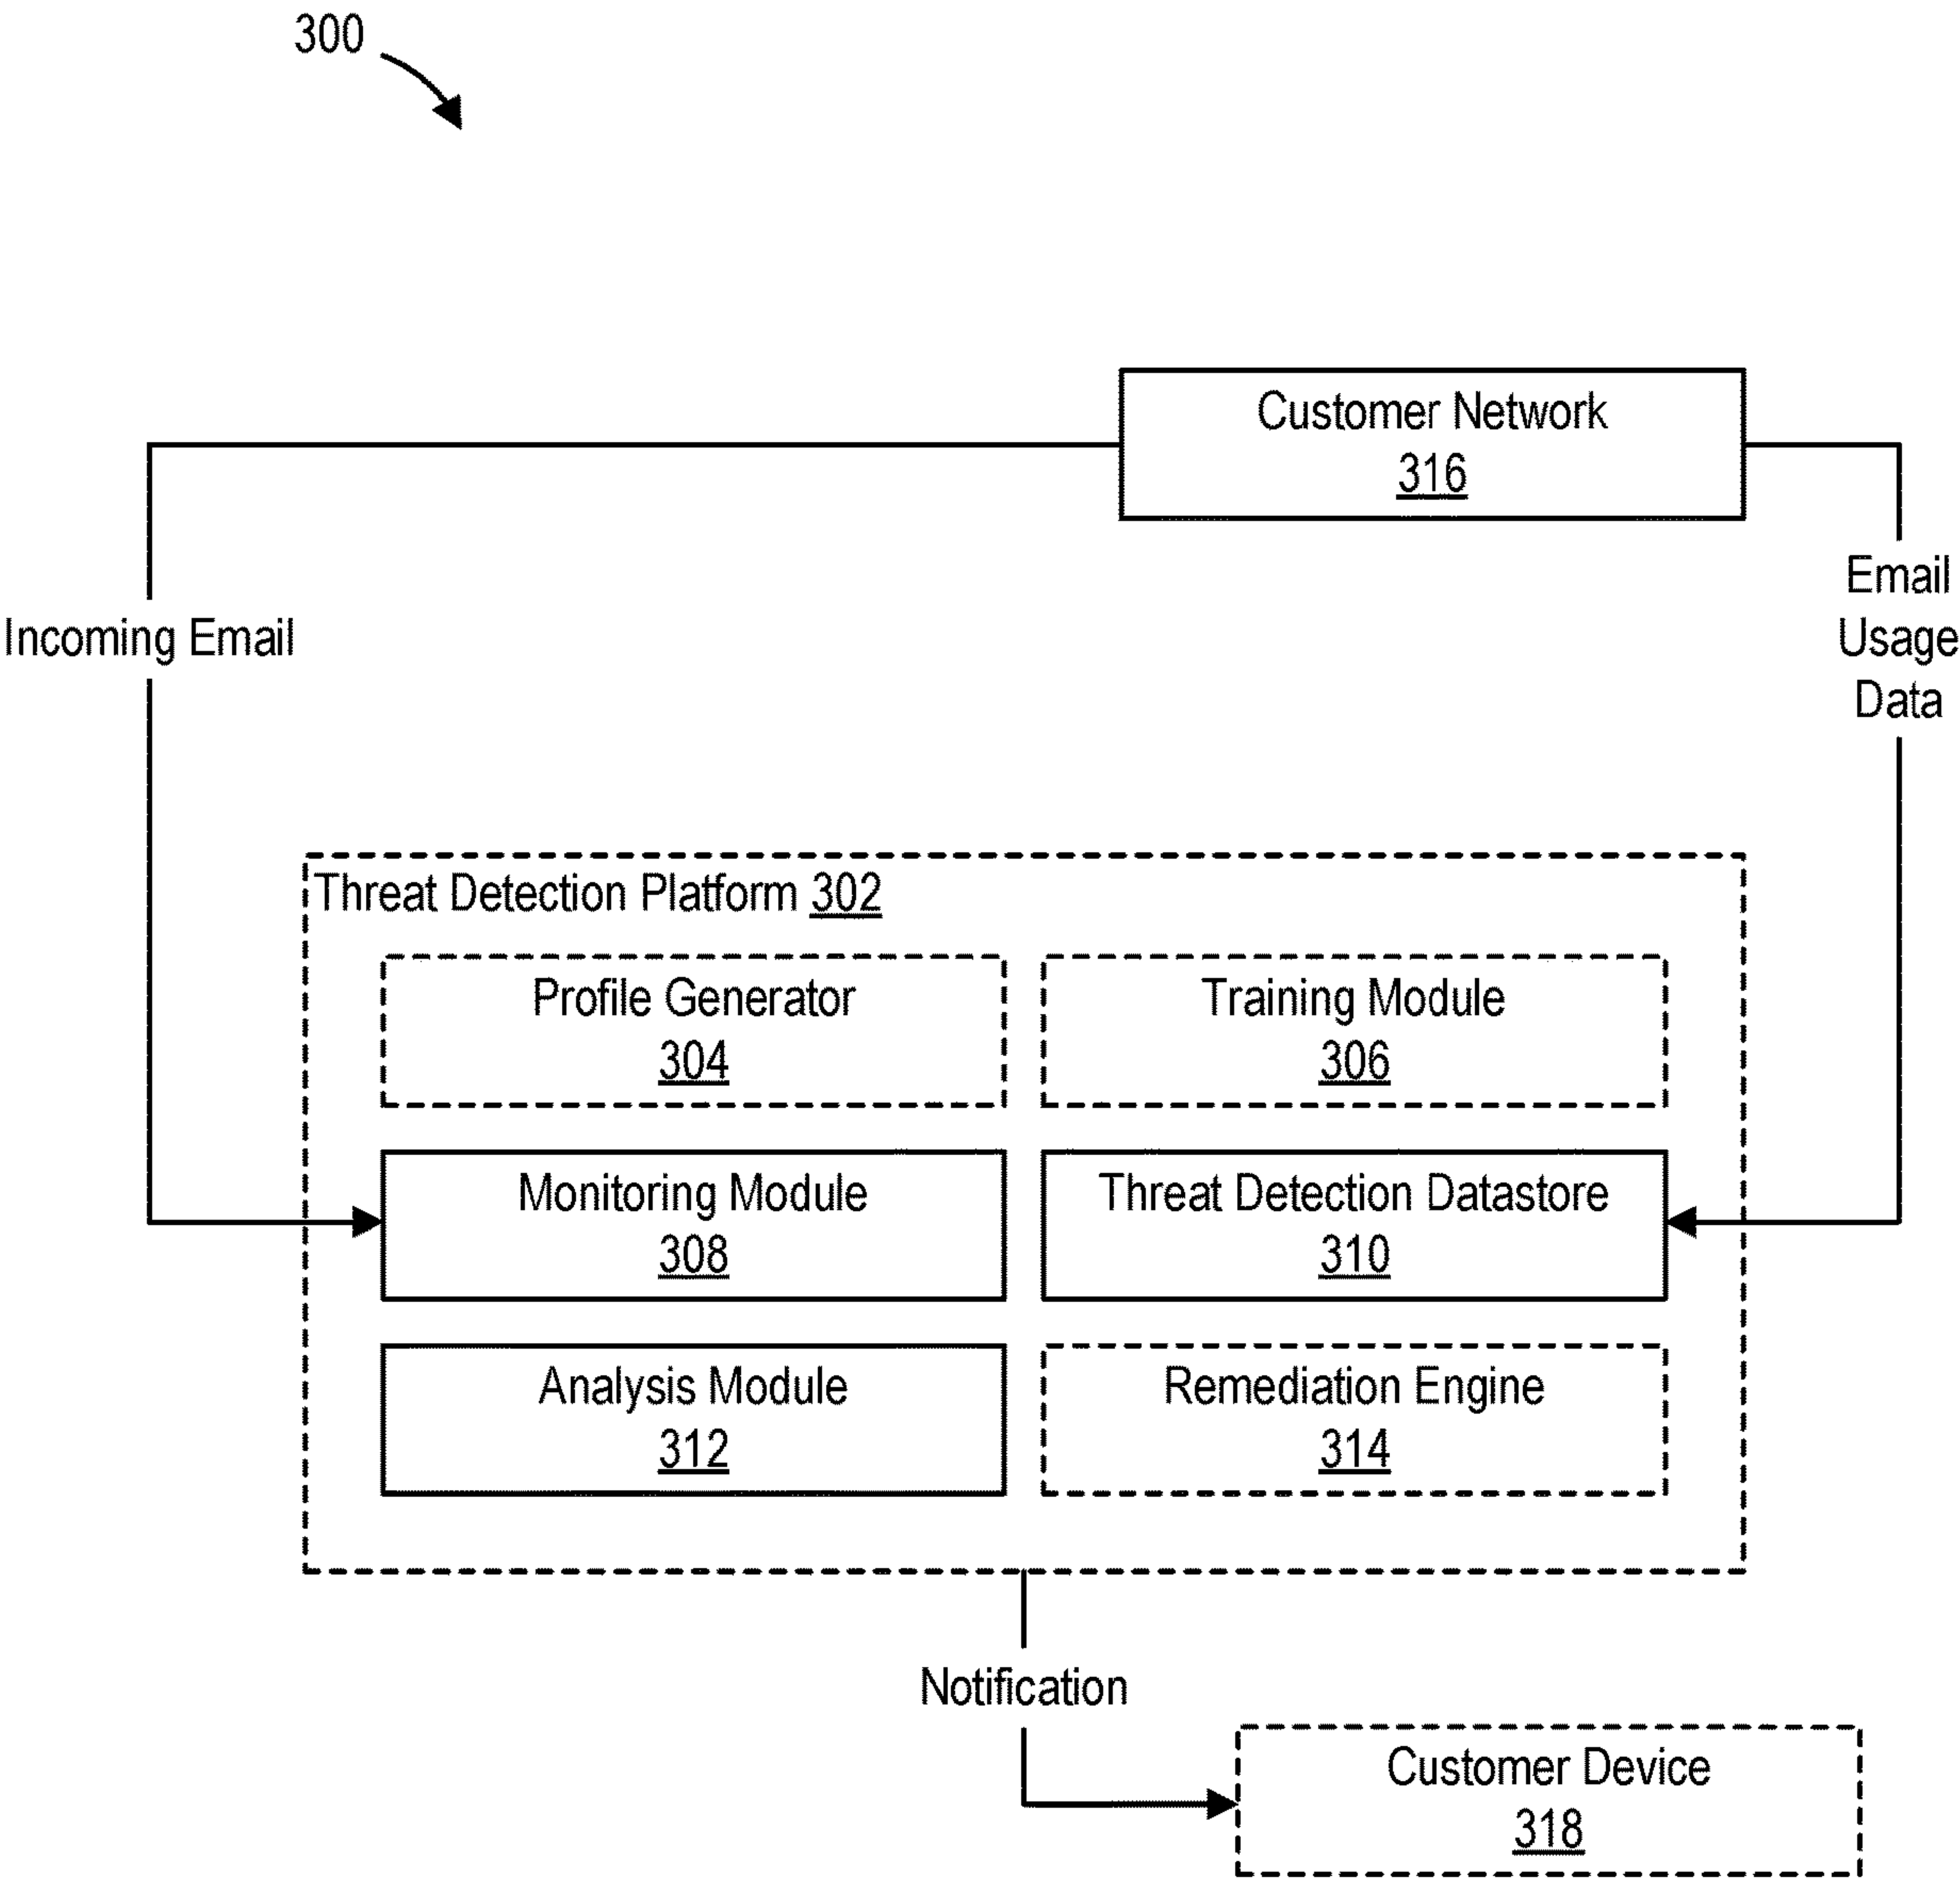 300
Customer Network
316
Incoming Email
Email
Usage
Data
Threat Detection Platform 302
Profile Generator
304
Training Module
306
Monitoring Module
308
Threat Detection Datastore
310
Analysis Module
312
Remediation Engine
314
Notification
Customer Device
318